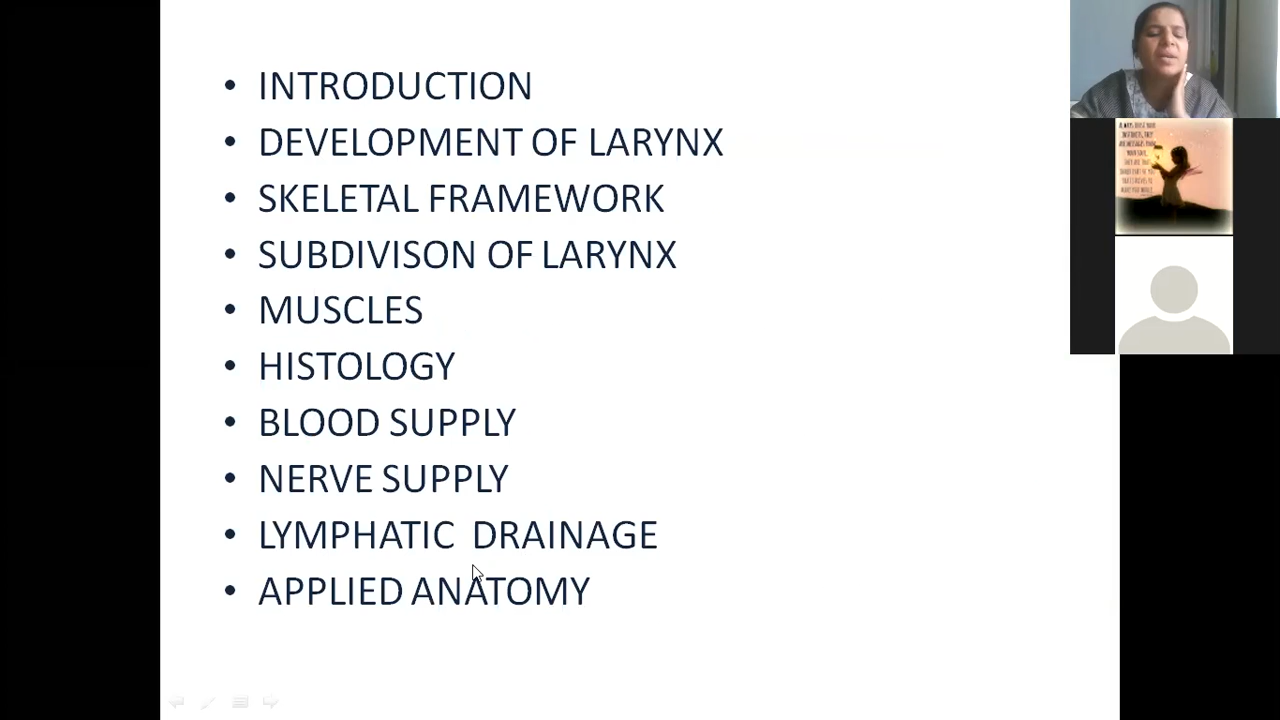 • INTRODUCTION
• DEVELOPMENT OF LARYNX
• SKELETAL FRAMEWORK
• SUBDIVISON OF LARYNX
• MUSCLES
• HISTOLOGY
• BLOOD SUPPLY
• NERVE SUPPLY
• LYMPHATIC DRAINAGE
• APPLIED ANATOMY